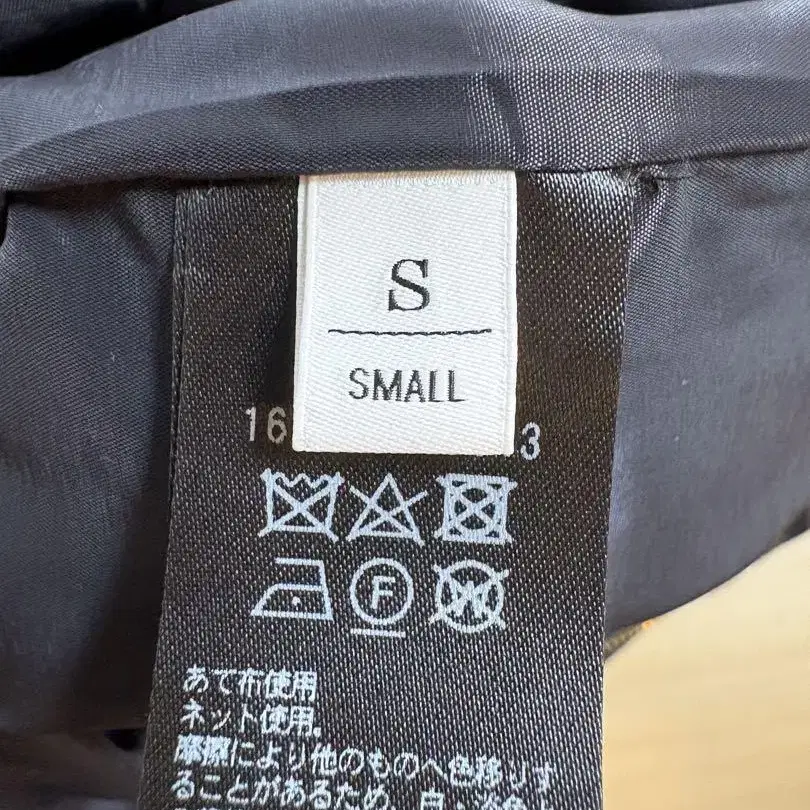 S
SMALL
16
3
F
W
あて布使用
ネット使用。
摩擦により他のものへ色移りす
ることがあるため、白